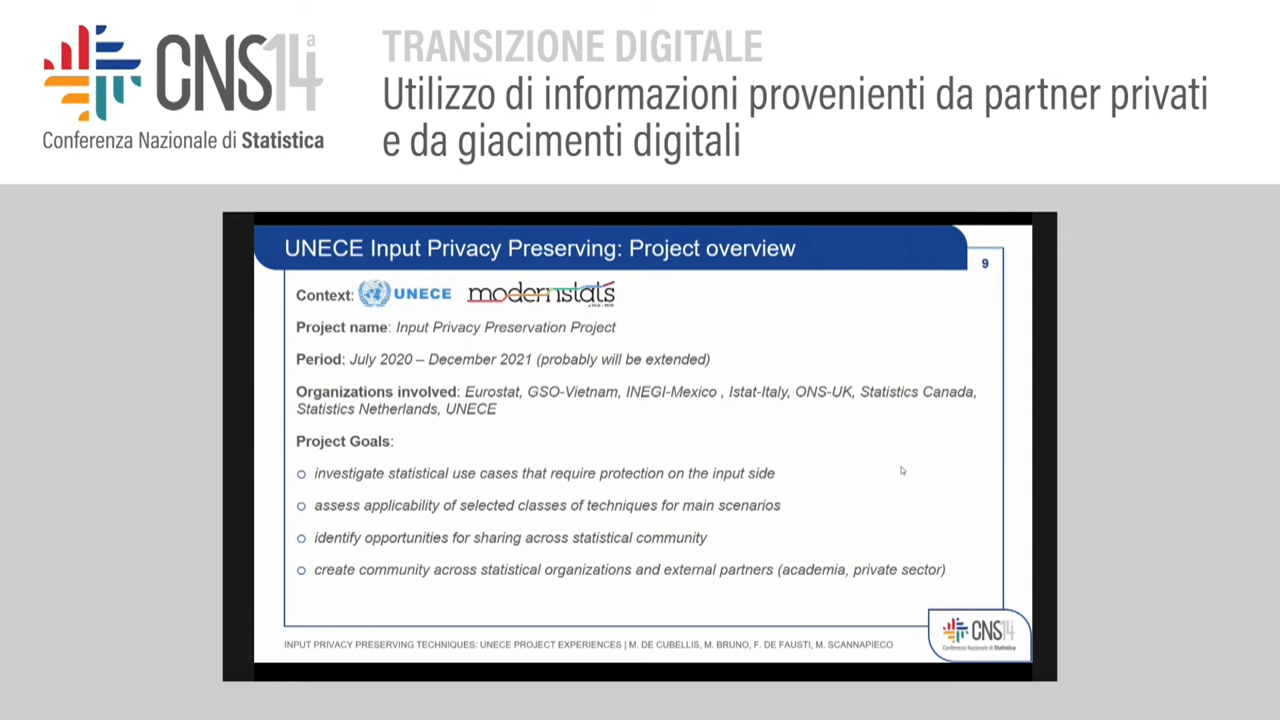 CNS14ª
Conferenza Nazionale di Statistica
TRANSIZIONE DIGITALE
Utilizzo di informazioni provenienti da partner privati
e da giacimenti digitali
UNECE Input Privacy Preserving: Project overview
9
Context: UNECE modernstats
Project name: Input Privacy Preservation Project
Period: July 2020 – December 2021 (probably will be extended)
Organizations involved: Eurostat, GSO-Vietnam, INEGI-Mexico , Istat-Italy, ONS-UK, Statistics Canada,
Statistics Netherlands, UNECE
Project Goals:
investigate statistical use cases that require protection on the input side
assess applicability of selected classes of techniques for main scenarios
identify opportunities for sharing across statistical community
create community across statistical organizations and external partners (academia, private sector)
INPUT PRIVACY PRESERVING TECHNIQUES: UNECE PROJECT EXPERIENCES | M. DE CUBELLIS, M. BRUNO, F. DE FAUSTI, M. SCANNAPIECO
CNS14
Conferenza Nazionale di Statistica